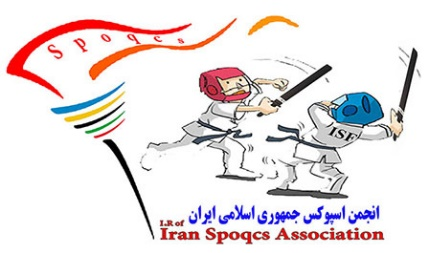 Spoqcs
ISF
انجمن اسپوکس جمهوری اسلامی ایران
I.R of
Iran Spoqcs Association